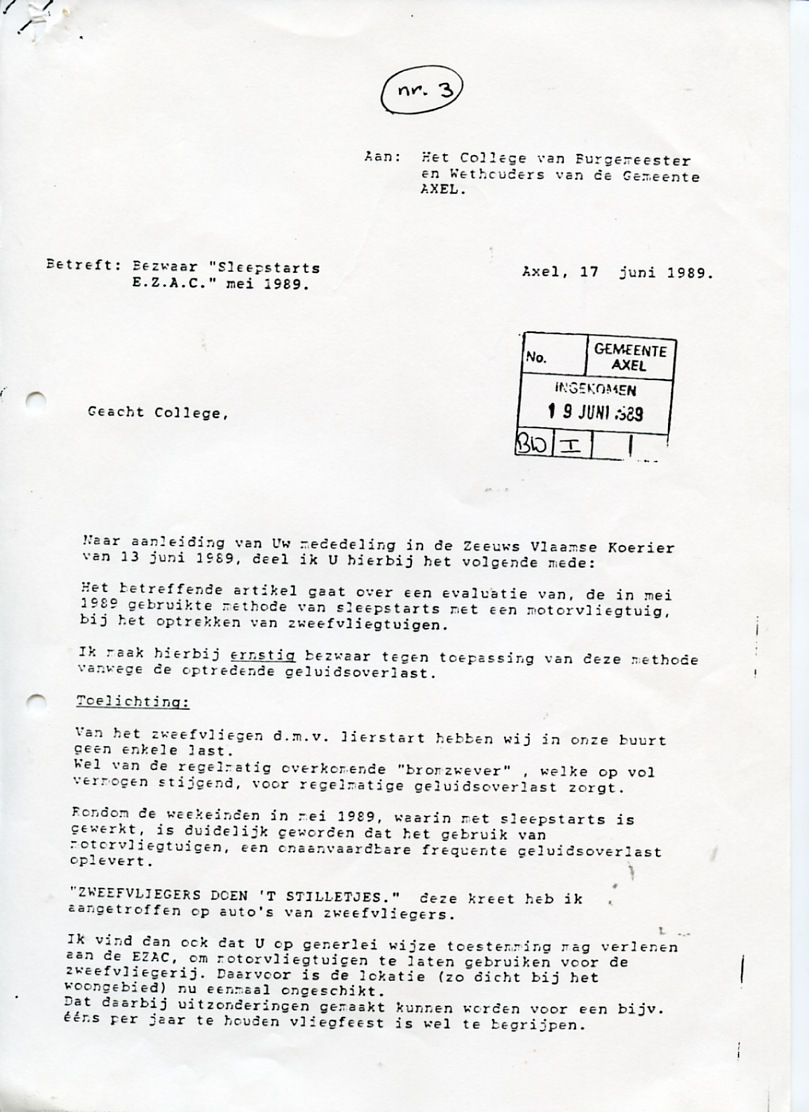 nr. 3
Aan: Het College van Burgemeester
en Wethouders van de Gemeente
AXEL.
Betreft: Bezwaar "Sleepstarts
E.Z.A.C." mei 1989.
Axel, 17 juni 1989.
No.
GEMEENTE
AXEL
INGEKOMEN
19 JUNI 1989
BW I
Geacht College,
Naar aanleiding van Uw mededeling in de Zeeuws Vlaamse Koerier
van 13 juni 1989, deel ik U hierbij het volgende mede:
Het betreffende artikel gaat over een evaluatie van, de in mei
1989 gebruikte methode van sleepstarts met een motorvliegtuig,
bij het optrekken van zweefvliegtuigen.
Ik maak hierbij ernstig bezwaar tegen toepassing van deze methode
vanwege de optredende geluidsoverlast.
Toelichting:
Van het zweefvliegen d.m.v. lierstart hebben wij in onze buurt
geen enkele last.
Wel van de regelmatig overkomende "bromzwever" , welke op vol
vermogen stijgend, voor regelmatige geluidsoverlast zorgt.
Rondom de weekeinden in mei 1989, waarin met sleepstarts is
gewerkt, is duidelijk geworden dat het gebruik van
motorvliegtuigen, een onaanvaardbare frequente geluidsoverlast
oplevert.
"ZWEEFVLIEGERS DOEN 'T STILLETJES." deze kreet heb ik
aangetroffen op auto's van zweefvliegers.
Ik vind dan ook dat U op generlei wijze toestemming mag verlenen
aan de EZAC, om motorvliegtuigen te laten gebruiken voor de
zweefvliegerij. Daarvoor is de lokatie (zo dicht bij het
woongebied) nu eenmaal ongeschikt.
Dat daarbij uitzonderingen gemaakt kunnen worden voor een bijv.
ééns per jaar te houden vliegfeest is wel te begrijpen.